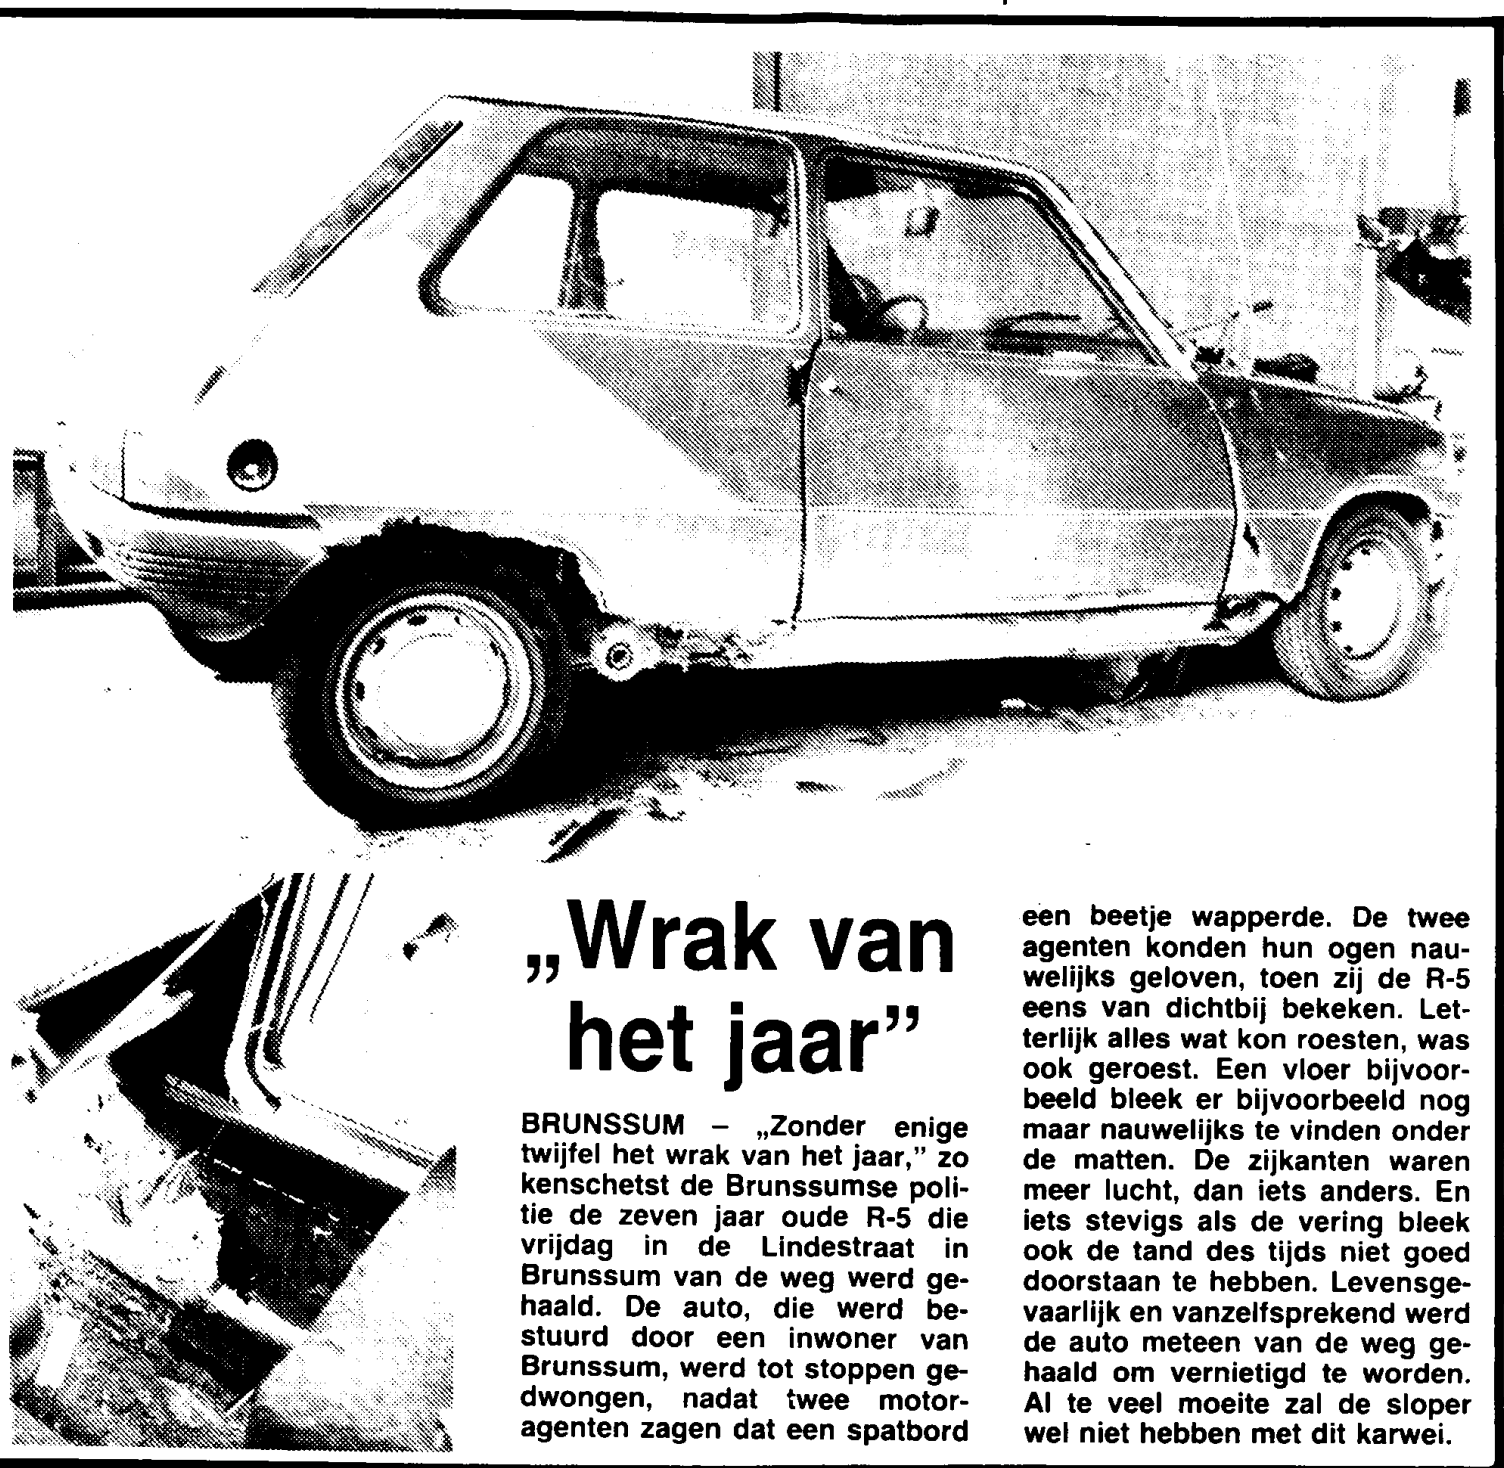 „Wrak van
het jaar”
BRUNSSUM – „Zonder enige
twijfel het wrak van het jaar,” zo
kenschetst de Brunssumse poli-
tie de zeven jaar oude R-5 die
vrijdag in de Lindestraat in
Brunssum van de weg werd ge-
haald. De auto, die werd be-
stuurd door een inwoner van
Brunssum, werd tot stoppen ge-
dwongen, nadat twee motor-
agenten zagen dat een spatbord
een beetje wapperde. De twee
agenten konden hun ogen nau-
welijks geloven, toen zij de R-5
eens van dichtbij bekeken. Let-
terlijk alles wat kon roesten, was
ook geroest. Een vloer bijvoor-
beeld bleek er bijvoorbeeld nog
maar nauwelijks te vinden onder
de matten. De zijkanten waren
meer lucht, dan iets anders. En
iets stevigs als de vering bleek
ook de tand des tijds niet goed
doorstaan te hebben. Levensge-
vaarlijk en vanzelfsprekend werd
de auto meteen van de weg ge-
haald om vernietigd te worden.
Al te veel moeite zal de sloper
wel niet hebben met dit karwei.